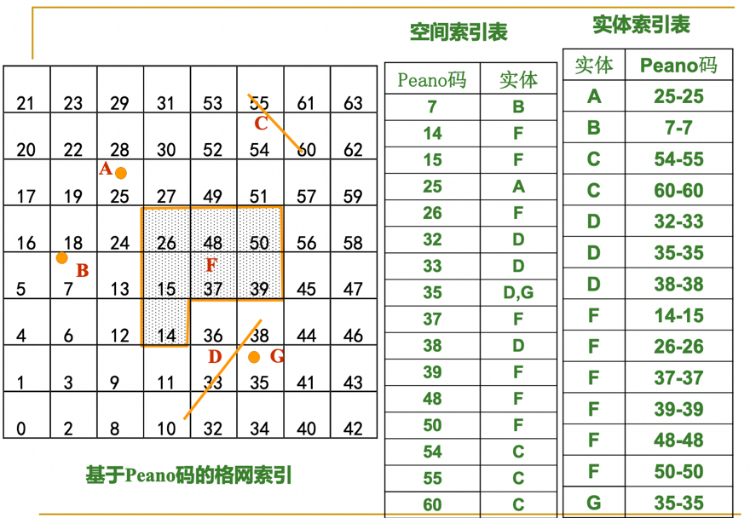 21 23 29 31 53 55 61 63
C
20 22 28 30 52 54 60 62
A
17 19 25 27 49 51 57 59
16 18 24 26 48 50 56 58
B F
5 7 13 15 37 39 45 47
4 6 12 14 36 38 44 46
D G
1 3 9 11 33 35 41 43
0 2 8 10 32 34 40 42
基于Peano码的格网索引
空间索引表
Peano码 实体
7 B
14 F
15 F
25 A
26 F
32 D
33 D
35 D,G
37 F
38 D
39 F
48 F
50 F
54 C
55 C
60 C
实体索引表
实体 Peano码
A 25-25
B 7-7
C 54-55
C 60-60
D 32-33
D 35-35
D 38-38
F 14-15
F 26-26
F 37-37
F 39-39
F 48-48
F 50-50
G 35-35